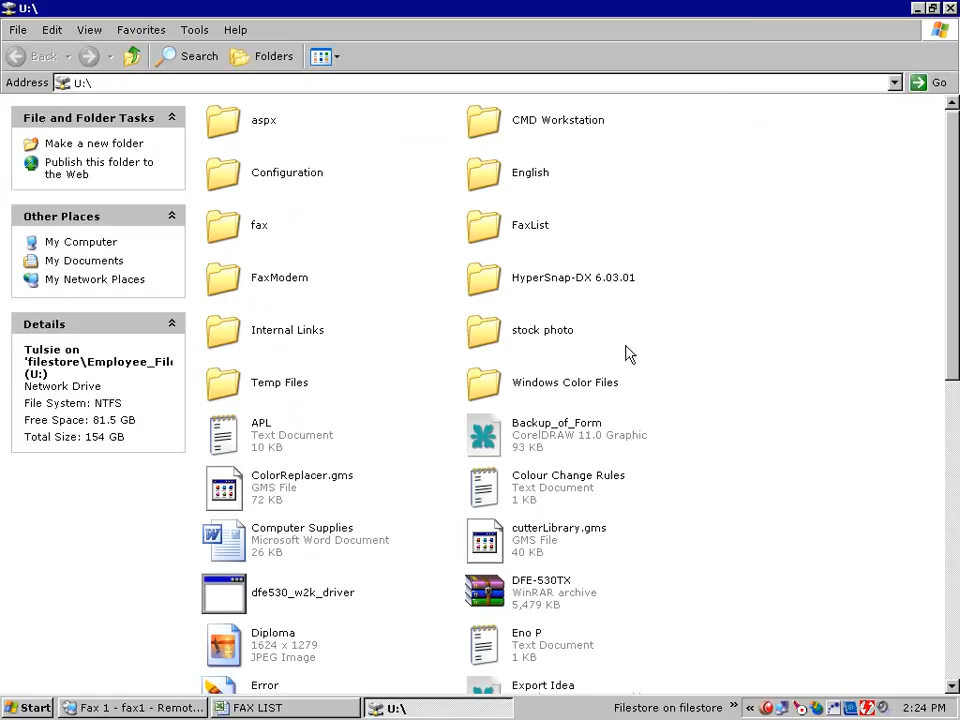 U:\
File Edit View Favorites Tools Help
Back Search Folders
Address U:\ Go
File and Folder Tasks
Make a new folder
Publish this folder to
the Web
Other Places
My Computer
My Documents
My Network Places
Details
Tulsie on
'filestore\Employee_File
(U:)
Network Drive
File System: NTFS
Free Space: 81.5 GB
Total Size: 154 GB
aspx
CMD Workstation
Configuration
English
fax
FaxList
FaxModem
HyperSnap-DX 6.03.01
Internal Links
stock photo
Temp Files
Windows Color Files
APL
Text Document
10 KB
Backup_of_Form
CorelDRAW 11.0 Graphic
93 KB
ColorReplacer.gms
GMS File
72 KB
Colour Change Rules
Text Document
1 KB
Computer Supplies
Microsoft Word Document
26 KB
cutterLibrary.gms
GMS File
40 KB
dfe530_w2k_driver
DFE-530TX
WinRAR archive
5,479 KB
Diploma
1624 x 1279
JPEG Image
Eno P
Text Document
1 KB
Error
Export Idea
Start Fax 1 - fax1 - Remot... FAX LIST U:\ Filestore on filestore » « 2:24 PM